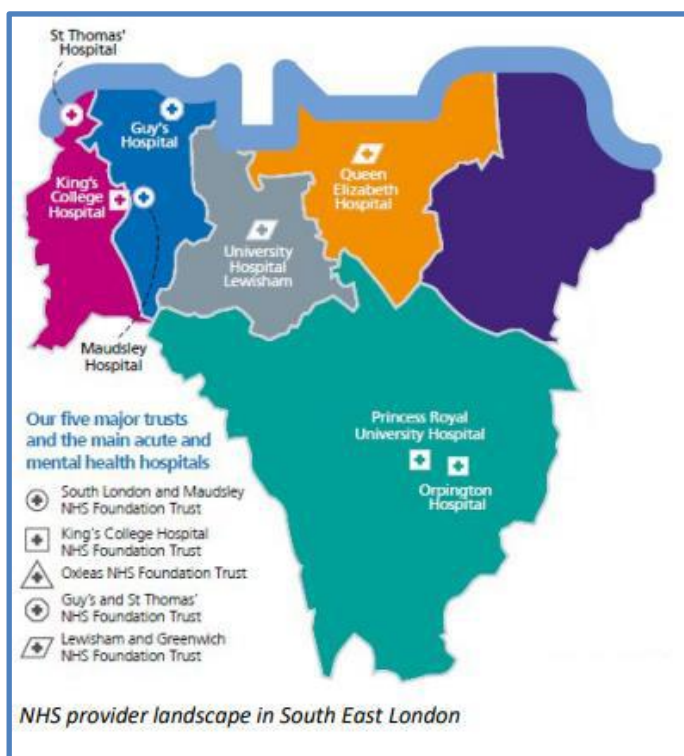 St Thomas'
Hospital
Guy's
Hospital
King's
College
Hospital
Queen
Elizabeth
Hospital
University
Hospital
Lewisham
Maudsley
Hospital
Princess Royal
University Hospital
Orpington
Hospital
Our five major trusts
and the main acute and
mental health hospitals
South London and Maudsley
NHS Foundation Trust
King's College Hospital
NHS Foundation Trust
Oxleas NHS Foundation Trust
Guy's and St Thomas'
NHS Foundation Trust
Lewisham and Greenwich
NHS Foundation Trust
NHS provider landscape in South East London